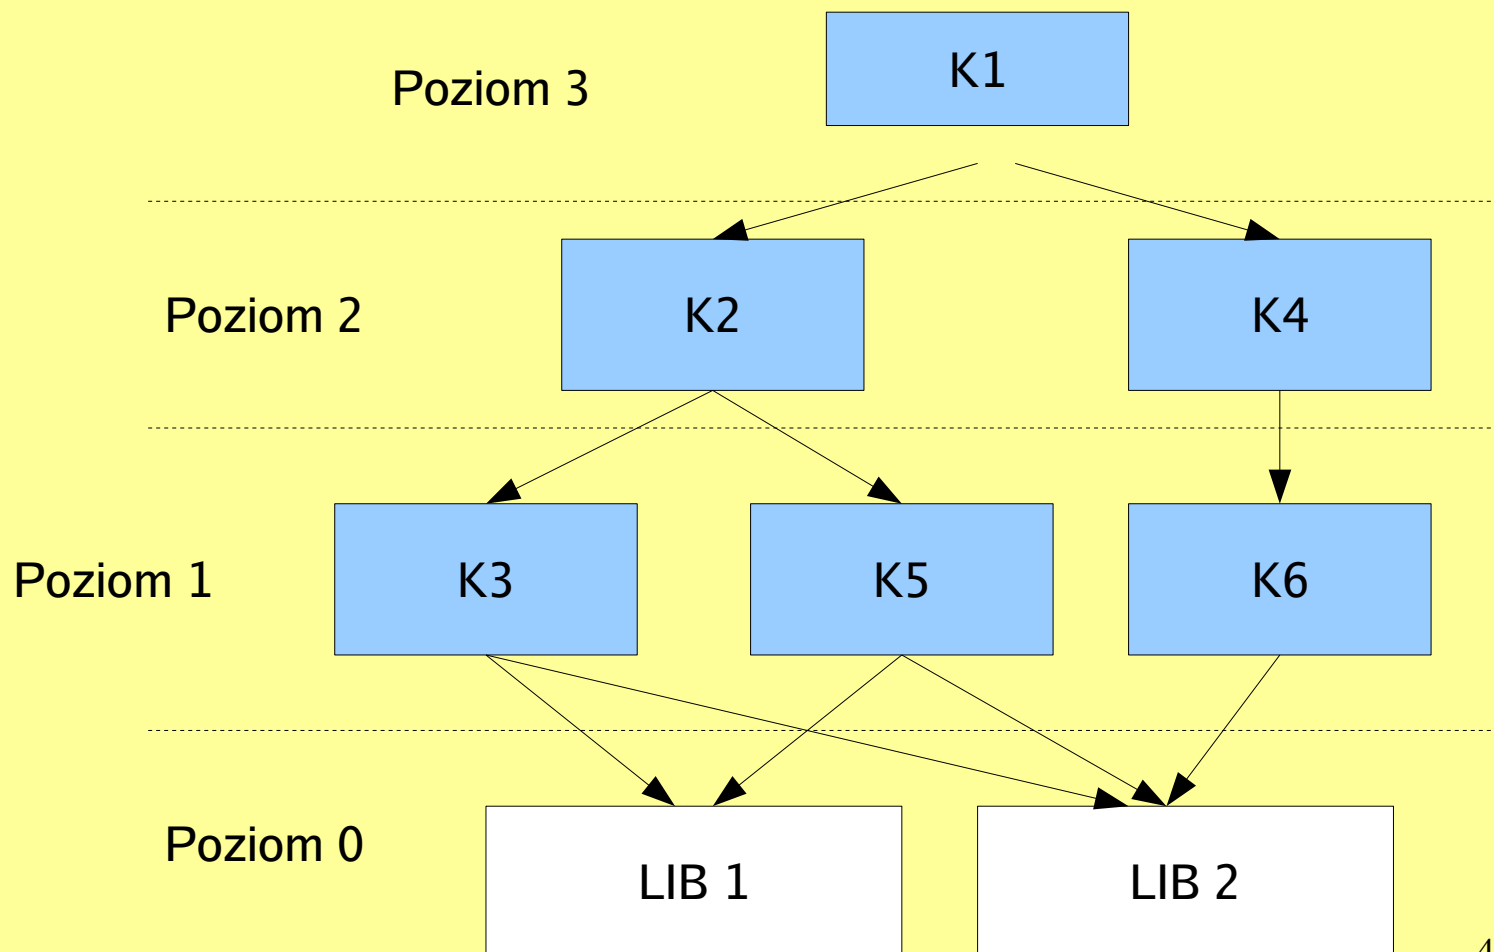 Poziom 3
K1
Poziom 2
K2
K4
Poziom 1
K3
K5
K6
Poziom 0
LIB 1
LIB 2